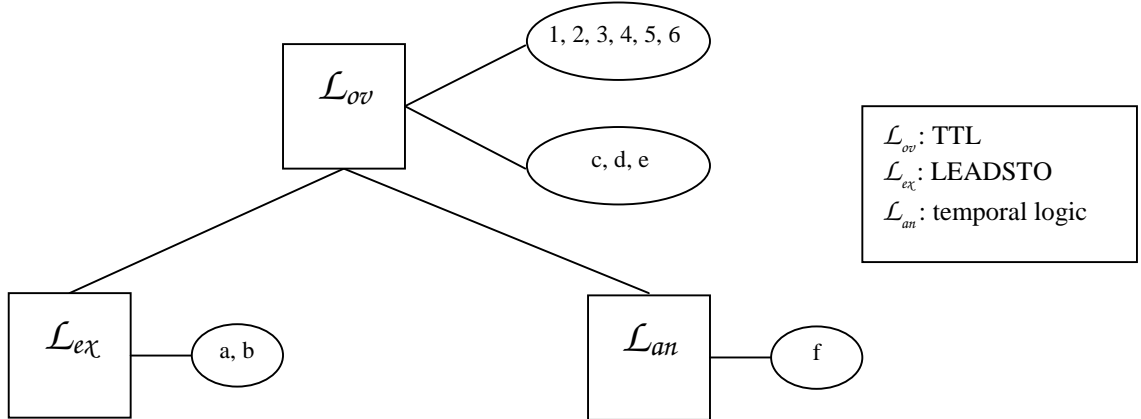 1, 2, 3, 4, 5, 6
ℒov
c, d, e
ℒov: TTL
ℒex: LEADSTO
ℒan: temporal logic
ℒex
a, b
ℒan
f